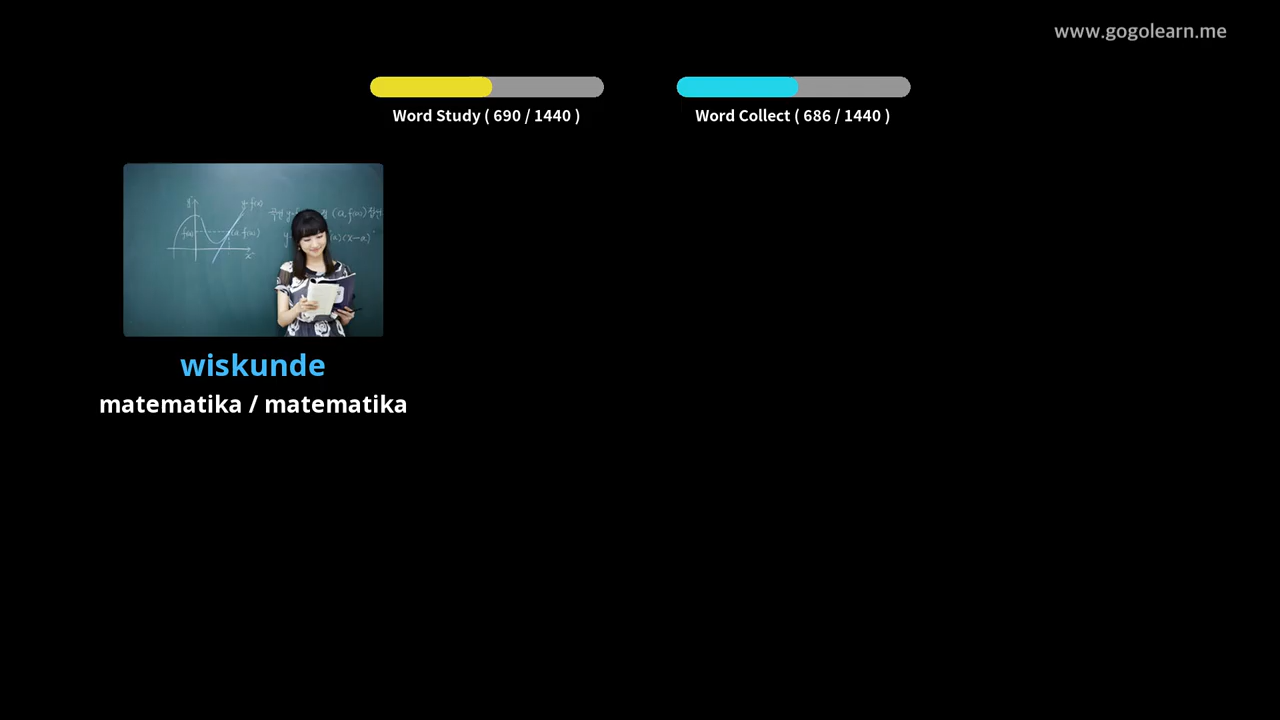 www.gogolearn.me
Word Study ( 690 / 1440 )
Word Collect ( 686 / 1440 )
wiskunde
matematika / matematika